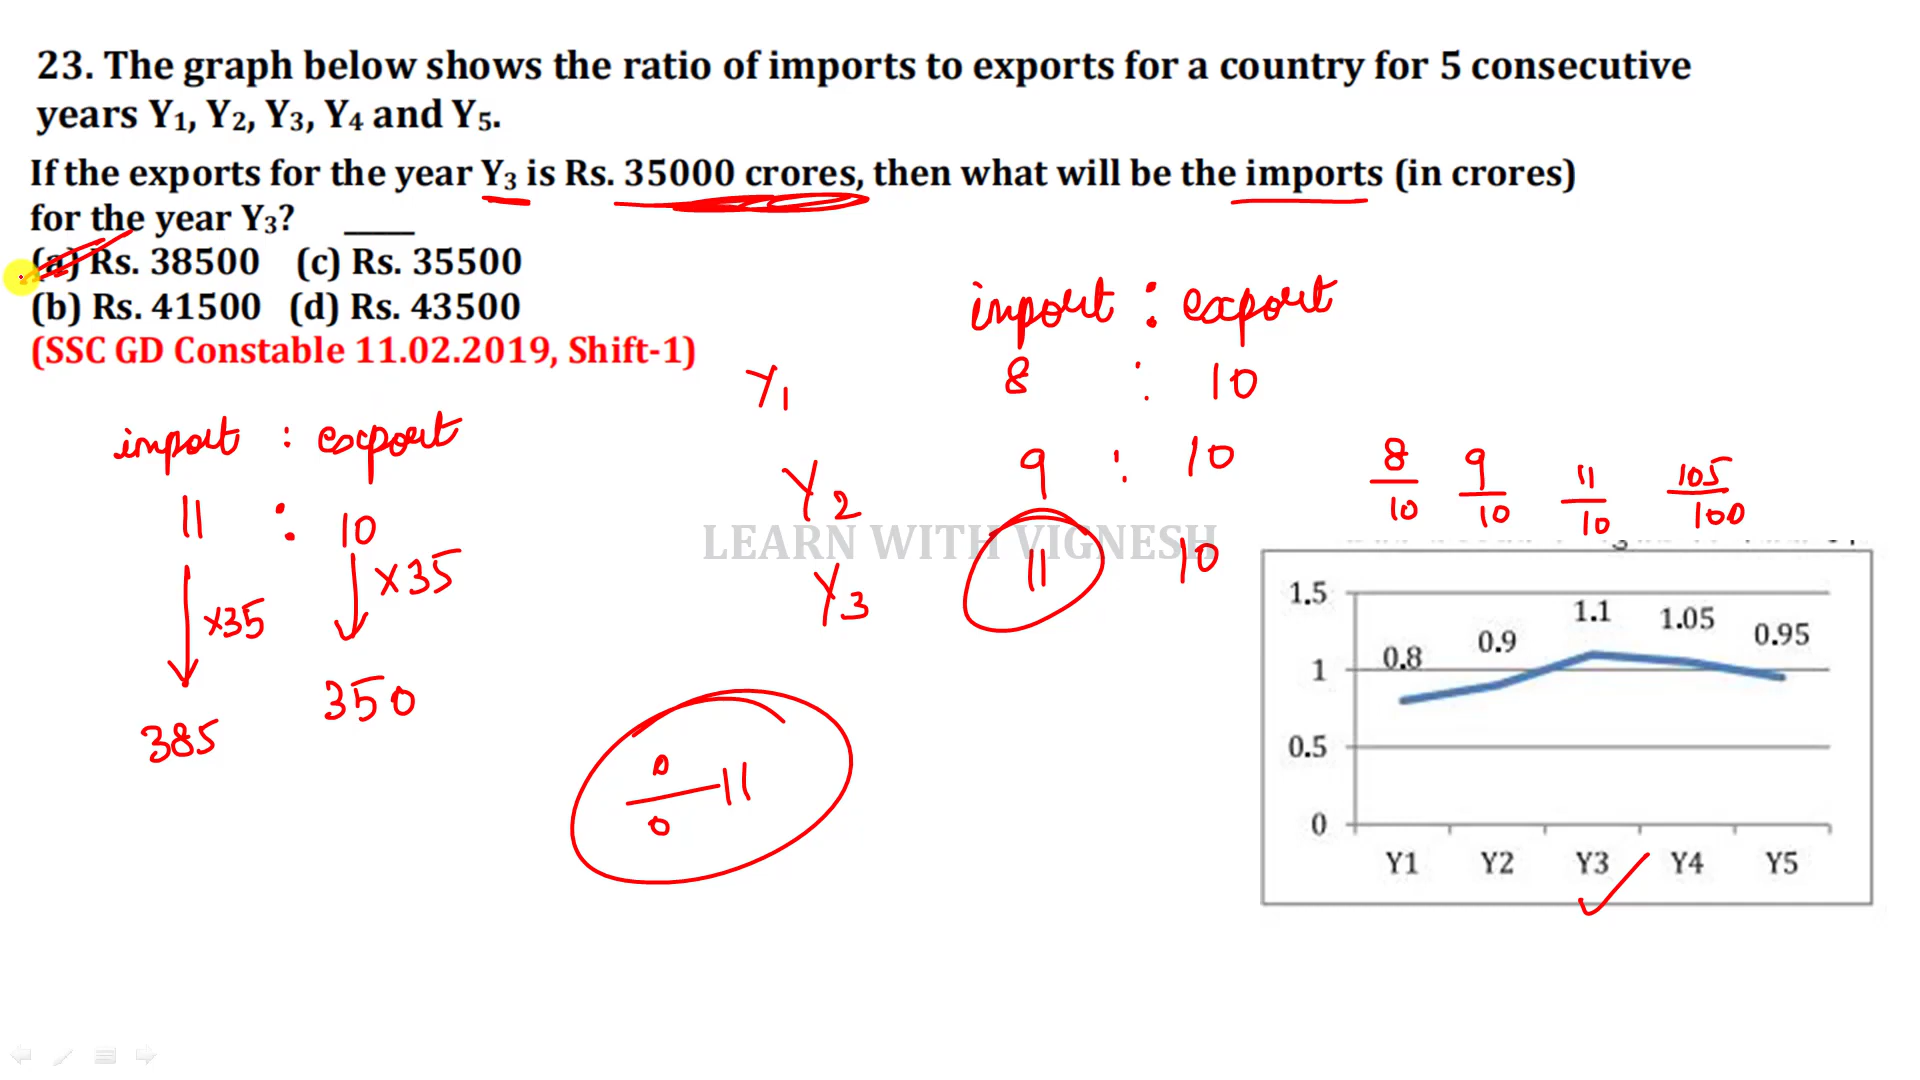 23. The graph below shows the ratio of imports to exports for a country for 5 consecutive
years Y₁, Y₂, Y₃, Y₄ and Y₅.
If the exports for the year Y₃ is Rs. 35000 crores, then what will be the imports (in crores)
for the year Y₃? ____
(a) Rs. 38500 (c) Rs. 35500
(b) Rs. 41500 (d) Rs. 43500
(SSC GD Constable 11.02.2019, Shift-1)
import : export
Y₁ 8 : 10
Y₂ 9 : 10
Y₃ 11 10
import : export
11 : 10
×35 ×35
385 350
0/0 11
8/10 9/10 11/10 105/100
LEARN WITH VIGNESH
1.5
1
0.5
0
0.8 0.9 1.1 1.05 0.95
Y1 Y2 Y3 Y4 Y5